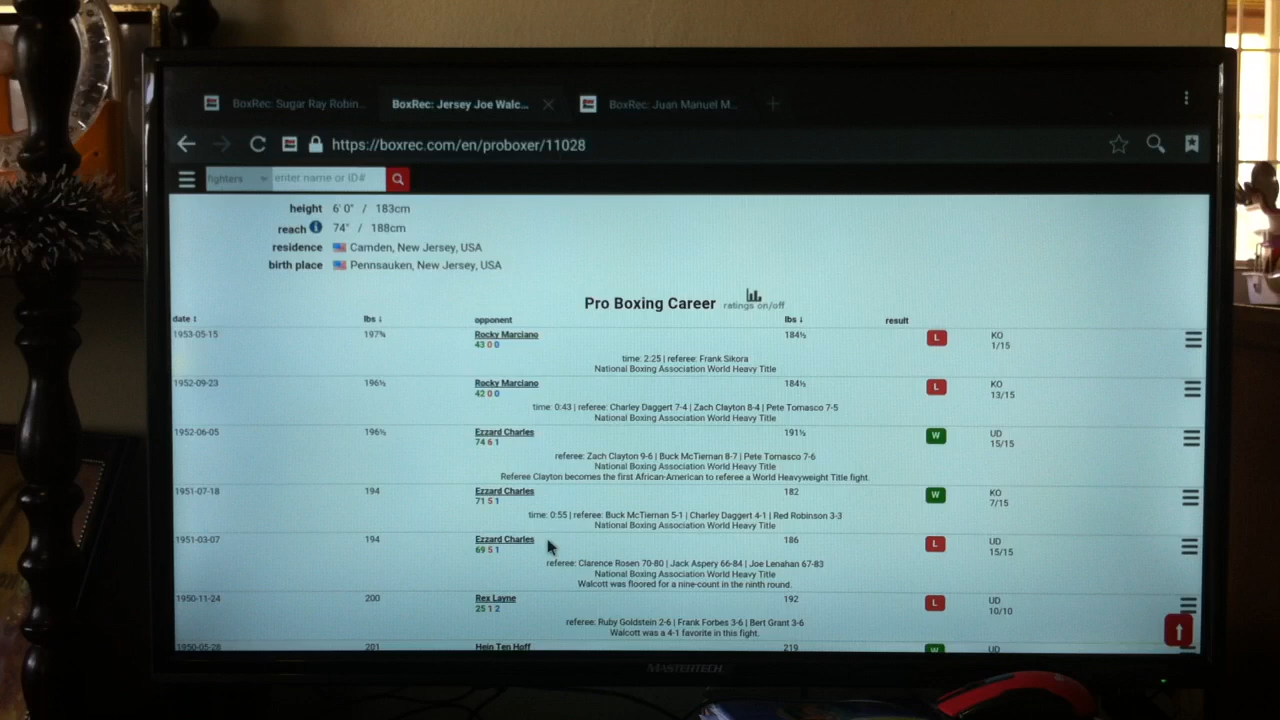 BoxRec: Sugar Ray Robin...
BoxRec: Jersey Joe Walc...
BoxRec: Juan Manuel M...
https://boxrec.com/en/proboxer/11028
fighters
enter name or ID#
height 6' 0" / 183cm
reach 74" / 188cm
residence Camden, New Jersey, USA
birth place Pennsauken, New Jersey, USA
Pro Boxing Career ratings on/off
date lbs opponent lbs result
1953-05-15 197¾ Rocky Marciano 184½ L KO
43 0 0 1/15
time: 2:25 | referee: Frank Sikora
National Boxing Association World Heavy Title
1952-09-23 196½ Rocky Marciano 184½ L KO
42 0 0 13/15
time: 0:43 | referee: Charley Daggert 7-4 | Zach Clayton 8-4 | Pete Tomasco 7-5
National Boxing Association World Heavy Title
1952-06-05 196½ Ezzard Charles 191½ W UD
74 6 1 15/15
referee: Zach Clayton 9-6 | Buck McTiernan 8-7 | Pete Tomasco 7-6
National Boxing Association World Heavy Title
Referee Clayton becomes the first African-American to referee a World Heavyweight Title fight.
1951-07-18 194 Ezzard Charles 182 W KO
71 5 1 7/15
time: 0:55 | referee: Buck McTiernan 5-1 | Charley Daggert 4-1 | Red Robinson 3-3
National Boxing Association World Heavy Title
1951-03-07 194 Ezzard Charles 186 L UD
69 5 1 15/15
referee: Clarence Rosen 70-80 | Jack Aspery 66-84 | Joe Lenahan 67-83
National Boxing Association World Heavy Title
Walcott was floored for a nine-count in the ninth round.
1950-11-24 200 Rex Layne 192 L UD
25 1 2 10/10
referee: Ruby Goldstein 2-6 | Frank Forbes 3-6 | Bert Grant 3-6
Walcott was a 4-1 favorite in this fight.
1950-05-28 201 Hein Ten Hoff 219 W UD
MASTERTECH